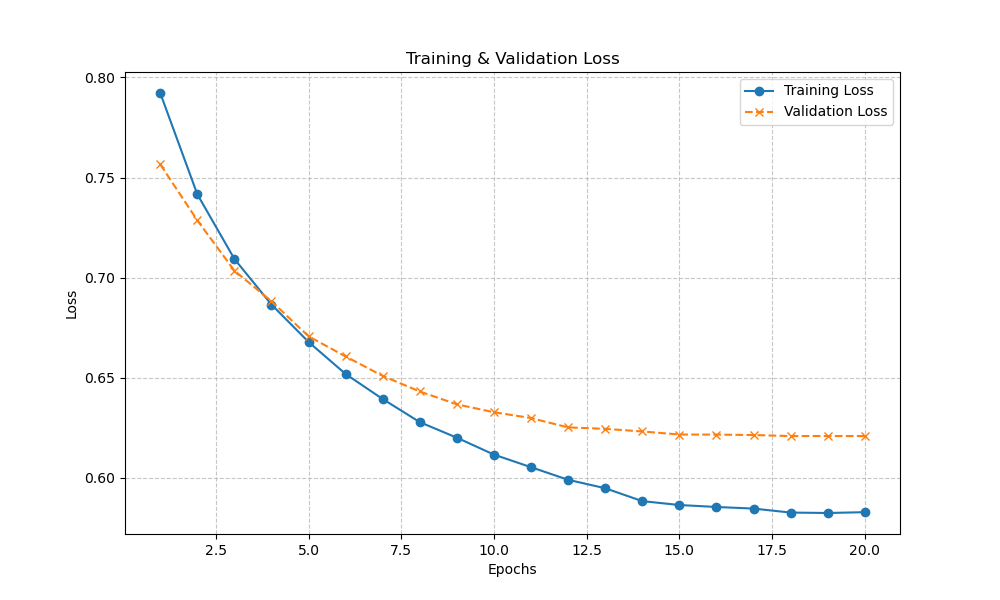 Training & Validation Loss
Training Loss
Validation Loss
Loss
0.80
0.75
0.70
0.65
0.60
2.5 5.0 7.5 10.0 12.5 15.0 17.5 20.0
Epochs